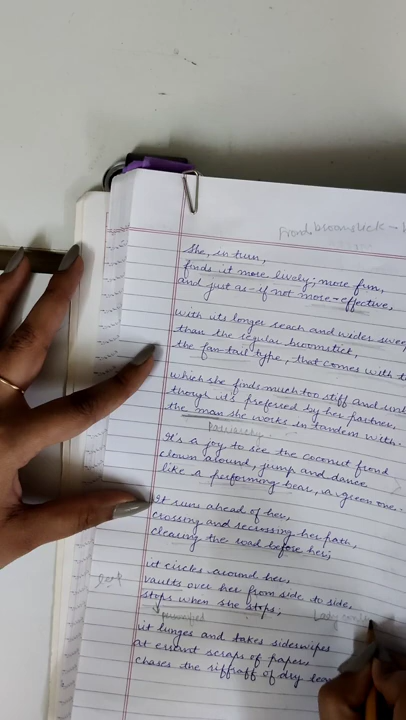 Frond, broomstick -
She, in turn,
finds it more lively; more fun,
and just as - if not more - effective,
with its longer reach and wider sweep
than the regular broomstick,
the fan-tail type, that comes with
which she finds much too stiff and
though it's preferred by her partner,
the man she works in tandem with.
It's a joy to see the coconut frond
clown around, jump and dance
like a performing bear, a green one.
It runs ahead of her,
crossing and recrossing her path,
clearing the road before her;
it circles around her,
vaults over her from side to side,
stops when she stops;
it lunges and takes sideswipes
at errant scraps of paper,
chases the riffraff of dry